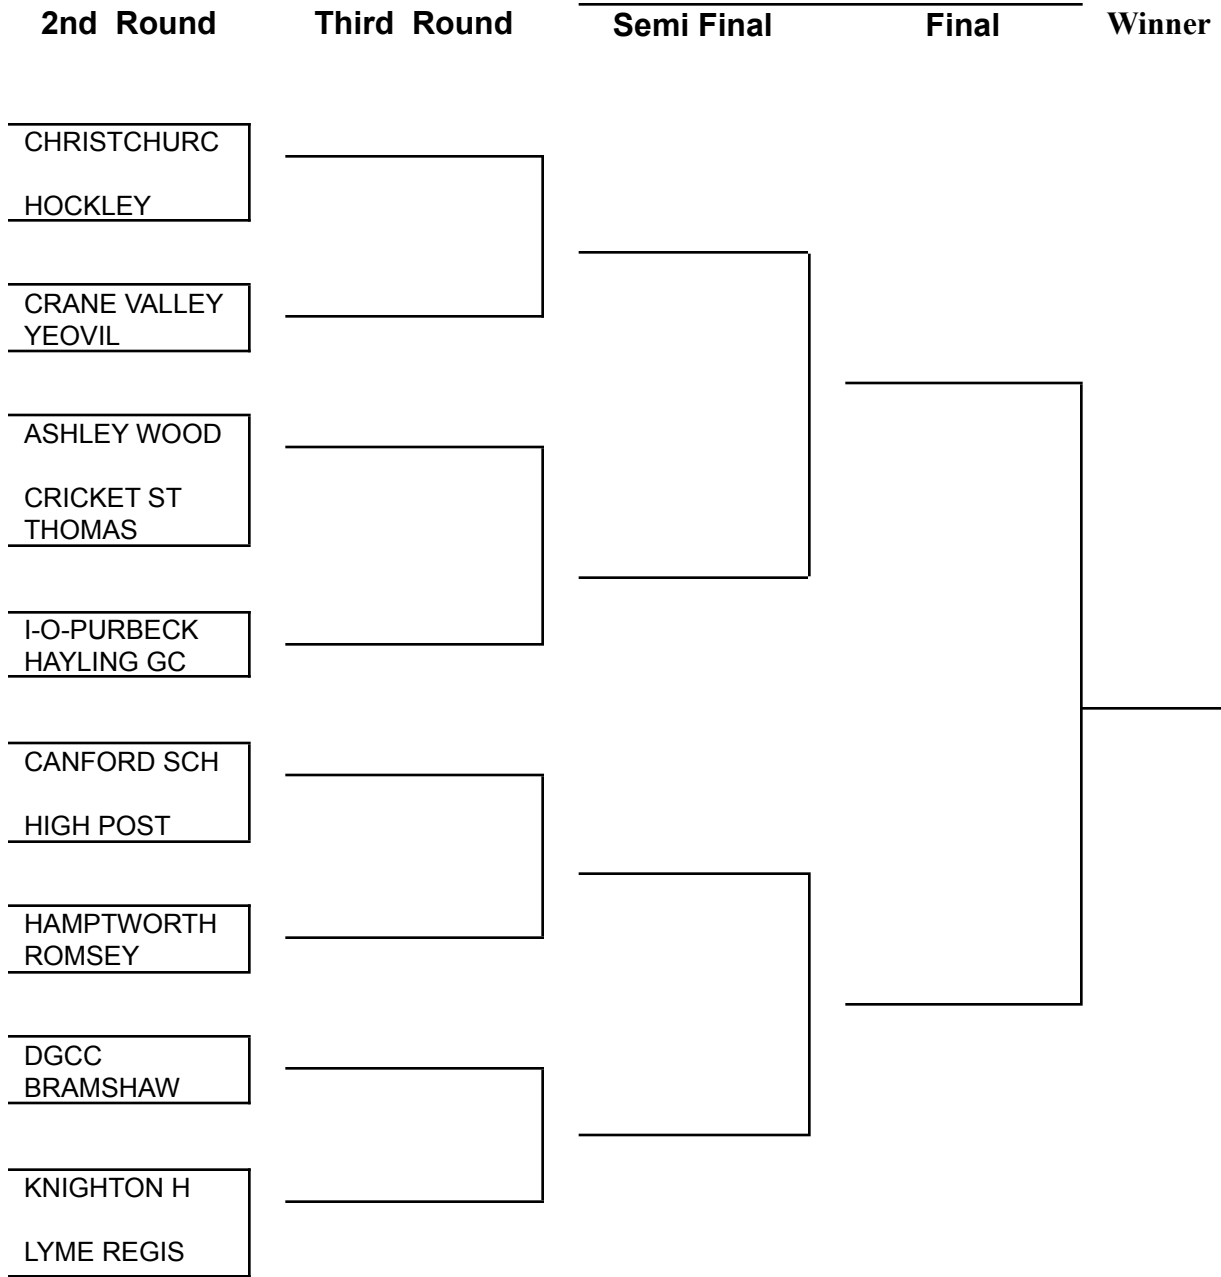 2nd Round Third Round Semi Final Final Winner
CHRISTCHURC
HOCKLEY
CRANE VALLEY
YEOVIL
ASHLEY WOOD
CRICKET ST
THOMAS
I-O-PURBECK
HAYLING GC
CANFORD SCH
HIGH POST
HAMPTWORTH
ROMSEY
DGCC
BRAMSHAW
KNIGHTON H
LYME REGIS